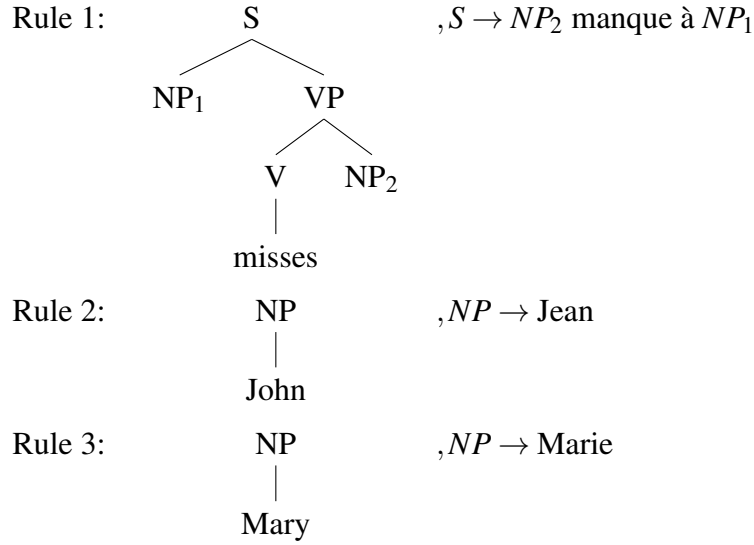 Rule 1: S , S → NP₂ manque à NP₁
NP₁ VP
V NP₂
misses
Rule 2: NP , NP → Jean
John
Rule 3: NP , NP → Marie
Mary